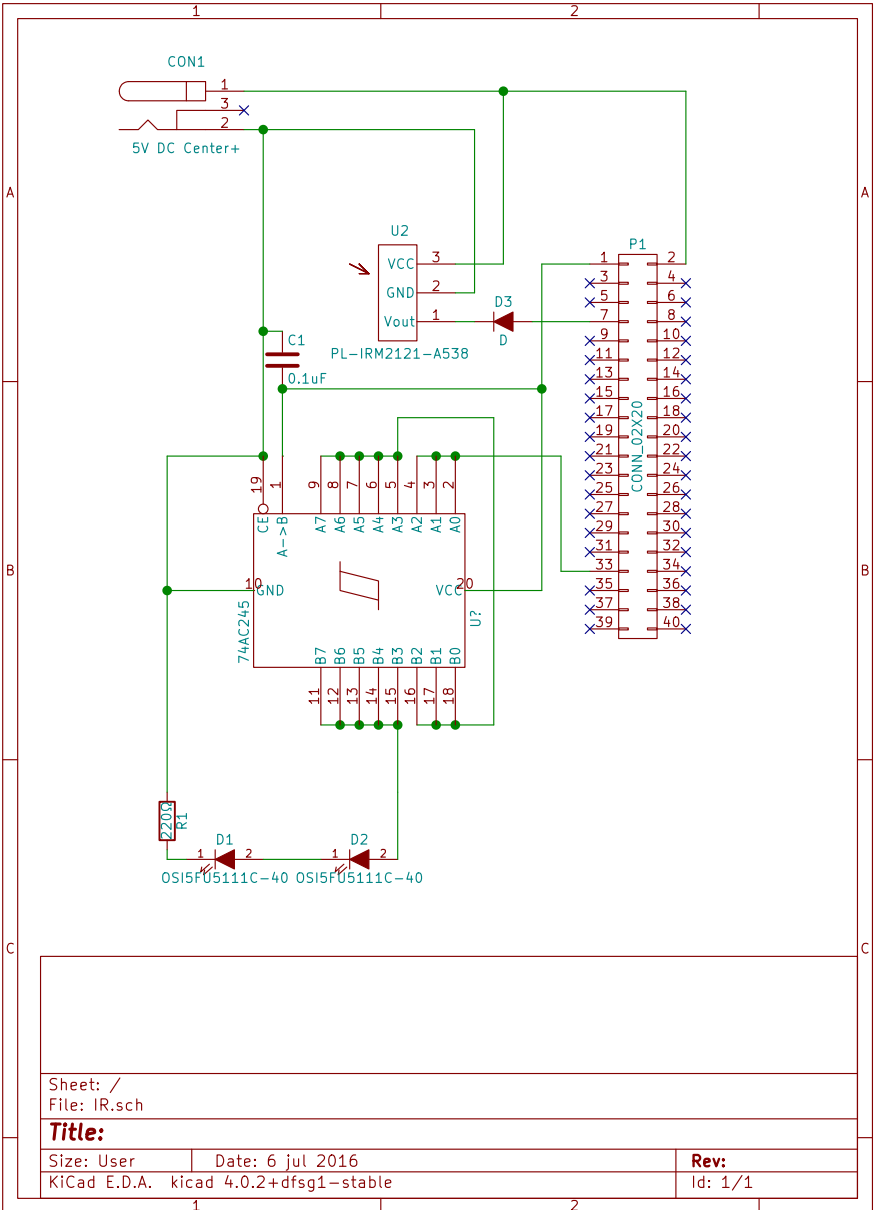 1 2
A A
B B
C C
CON1
1
3
2
5V DC Center+
U2
VCC 3
GND 2
Vout 1
PL-IRM2121-A538
D3
D
P1
1 2
3 4
5 6
7 8
9 10
11 12
13 14
15 16
17 18
19 20
21 22
23 24
25 26
27 28
29 30
31 32
33 34
35 36
37 38
39 40
CONN_02X20
C1
0.1uF
19 1 9 8 7 6 5 4 3 2
CE A->B A7 A6 A5 A4 A3 A2 A1 A0
10 GND VCC 20
74AC245
U?
B7 B6 B5 B4 B3 B2 B1 B0
11 12 13 14 15 16 17 18
220Ω
R1
D1
1 2
OSI5FU5111C-40
D2
1 2
OSI5FU5111C-40
Sheet: /
File: IR.sch
Title:
Size: User Date: 6 jul 2016 Rev:
KiCad E.D.A. kicad 4.0.2+dfsg1-stable Id: 1/1
1 2